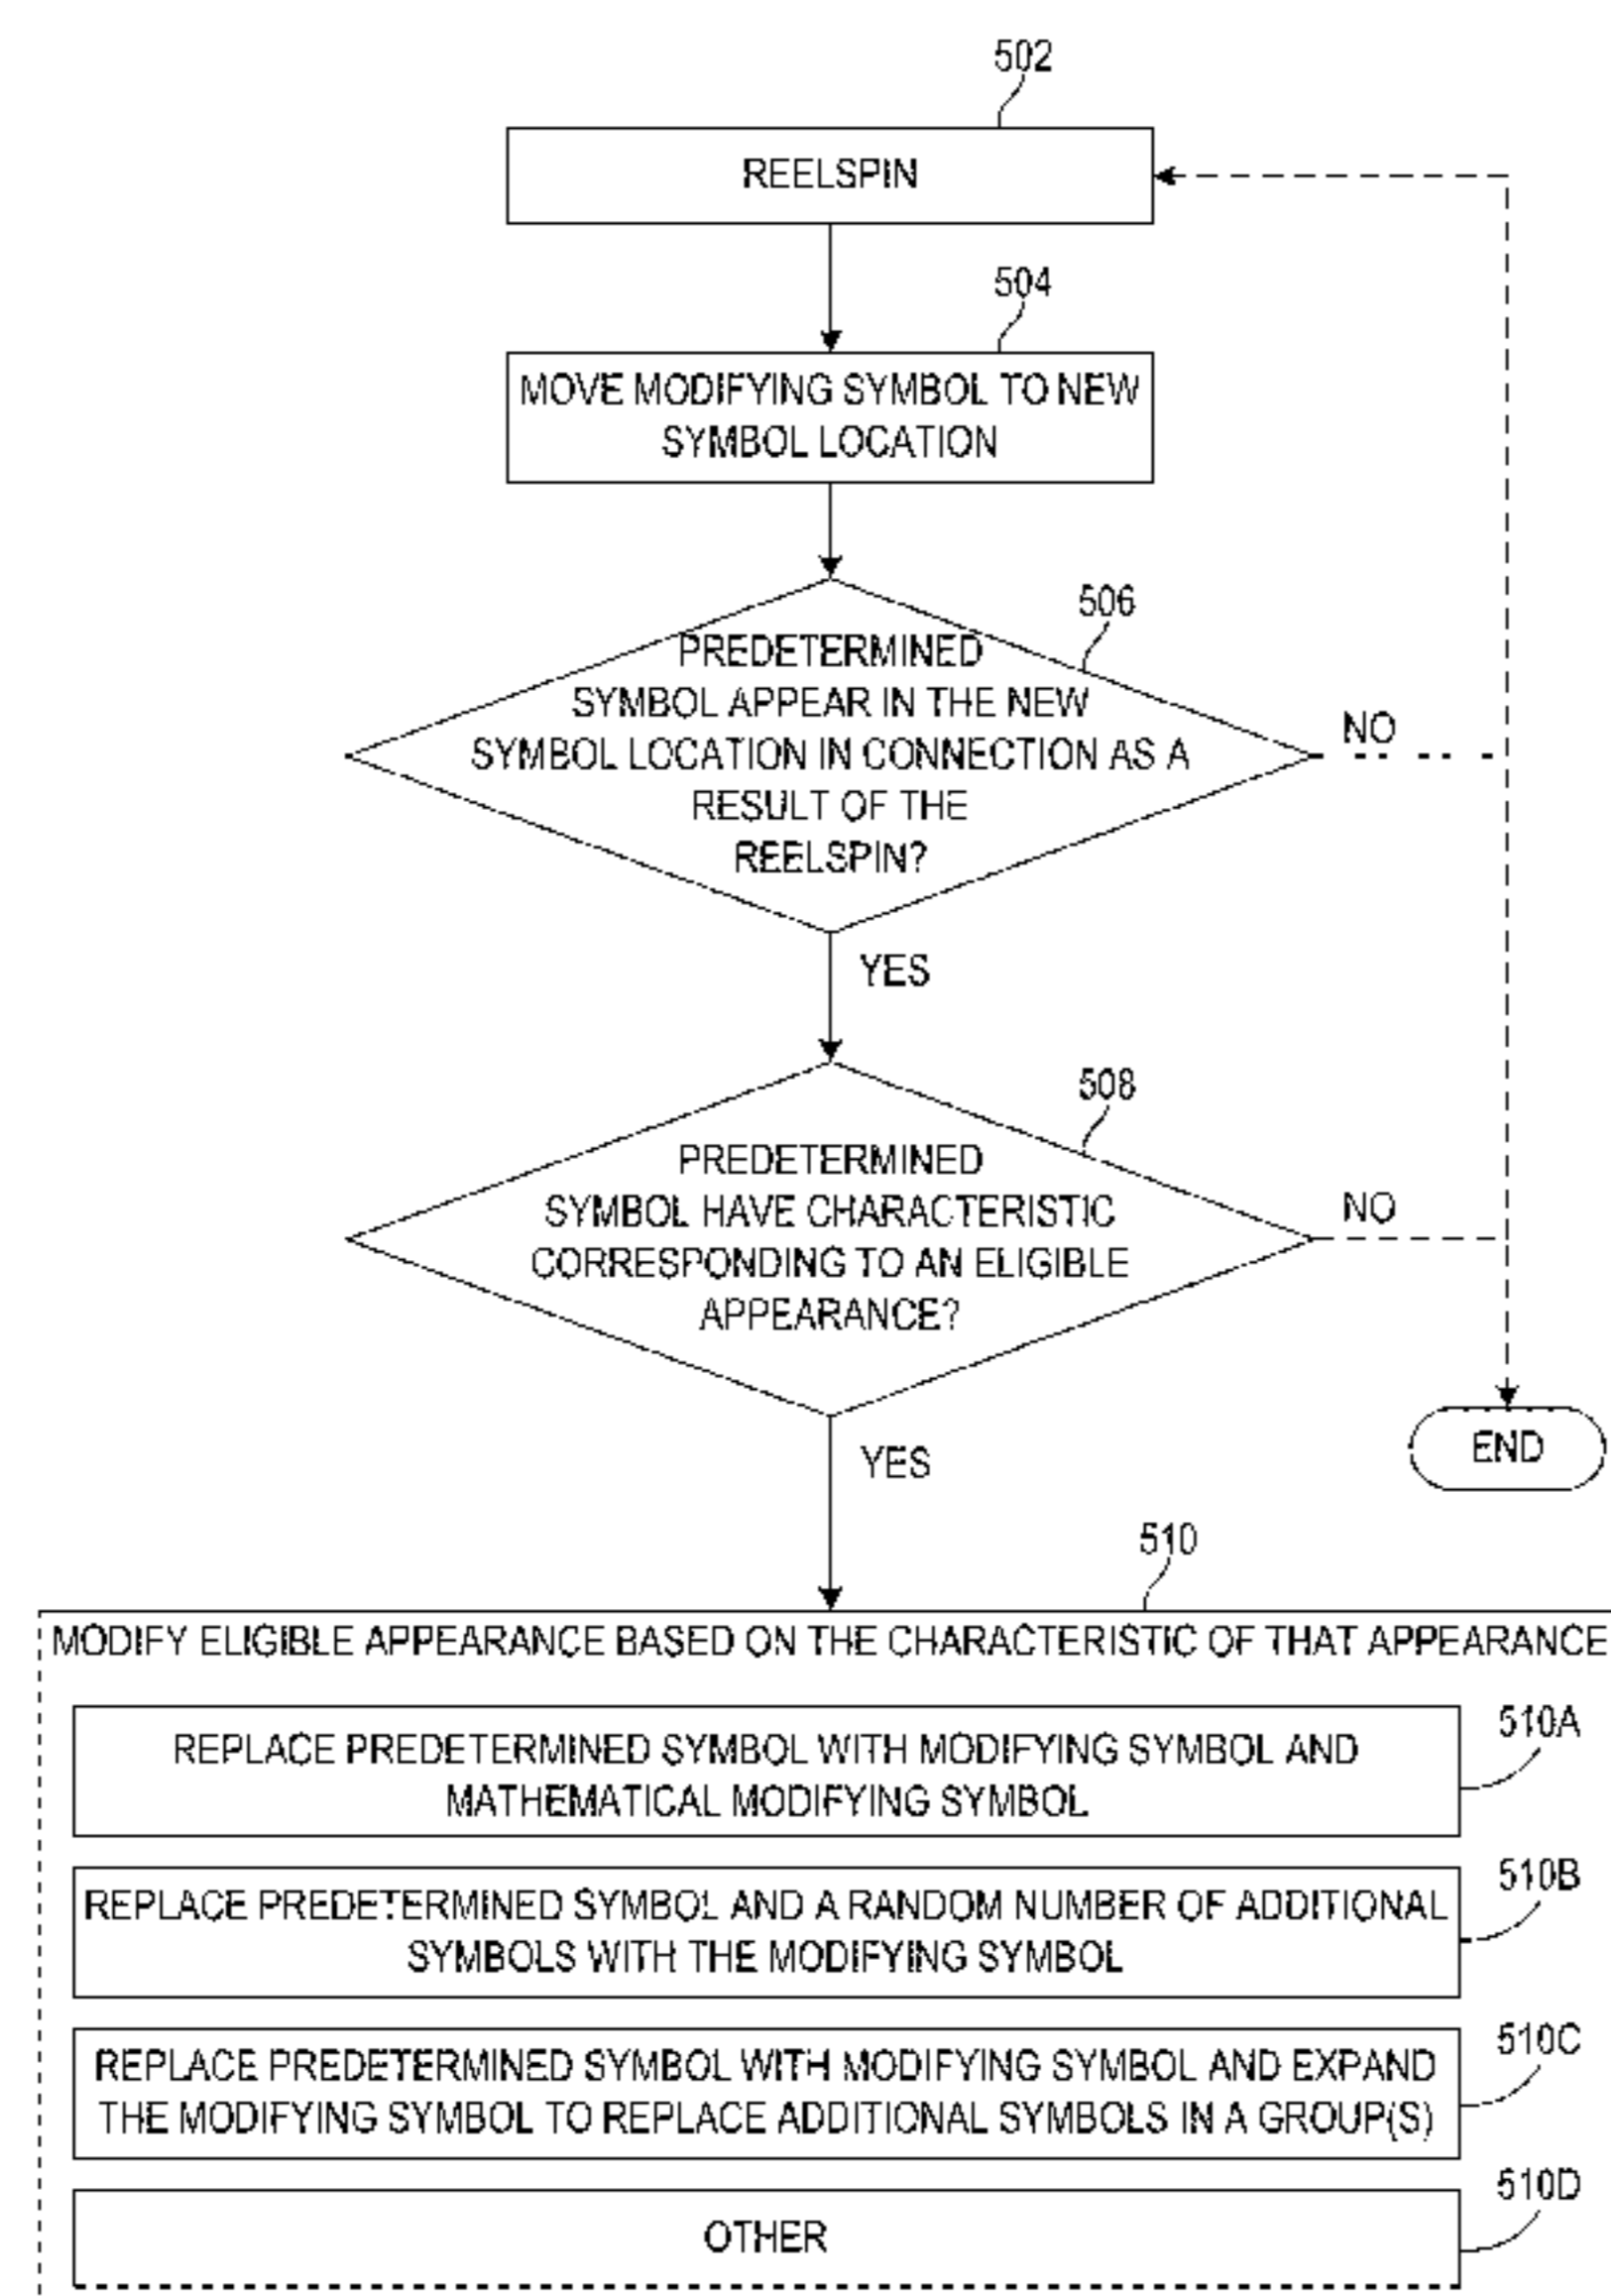 502
REELSPIN
504
MOVE MODIFYING SYMBOL TO NEW
SYMBOL LOCATION
506
PREDETERMINED
SYMBOL APPEAR IN THE NEW
SYMBOL LOCATION IN CONNECTION AS A
RESULT OF THE
REELSPIN?
NO
YES
508
PREDETERMINED
SYMBOL HAVE CHARACTERISTIC
CORRESPONDING TO AN ELIGIBLE
APPEARANCE?
NO
YES
END
510
MODIFY ELIGIBLE APPEARANCE BASED ON THE CHARACTERISTIC OF THAT APPEARANCE
510A
REPLACE PREDETERMINED SYMBOL WITH MODIFYING SYMBOL AND
MATHEMATICAL MODIFYING SYMBOL
510B
REPLACE PREDETERMINED SYMBOL AND A RANDOM NUMBER OF ADDITIONAL
SYMBOLS WITH THE MODIFYING SYMBOL
510C
REPLACE PREDETERMINED SYMBOL WITH MODIFYING SYMBOL AND EXPAND
THE MODIFYING SYMBOL TO REPLACE ADDITIONAL SYMBOLS IN A GROUP(S)
510D
OTHER